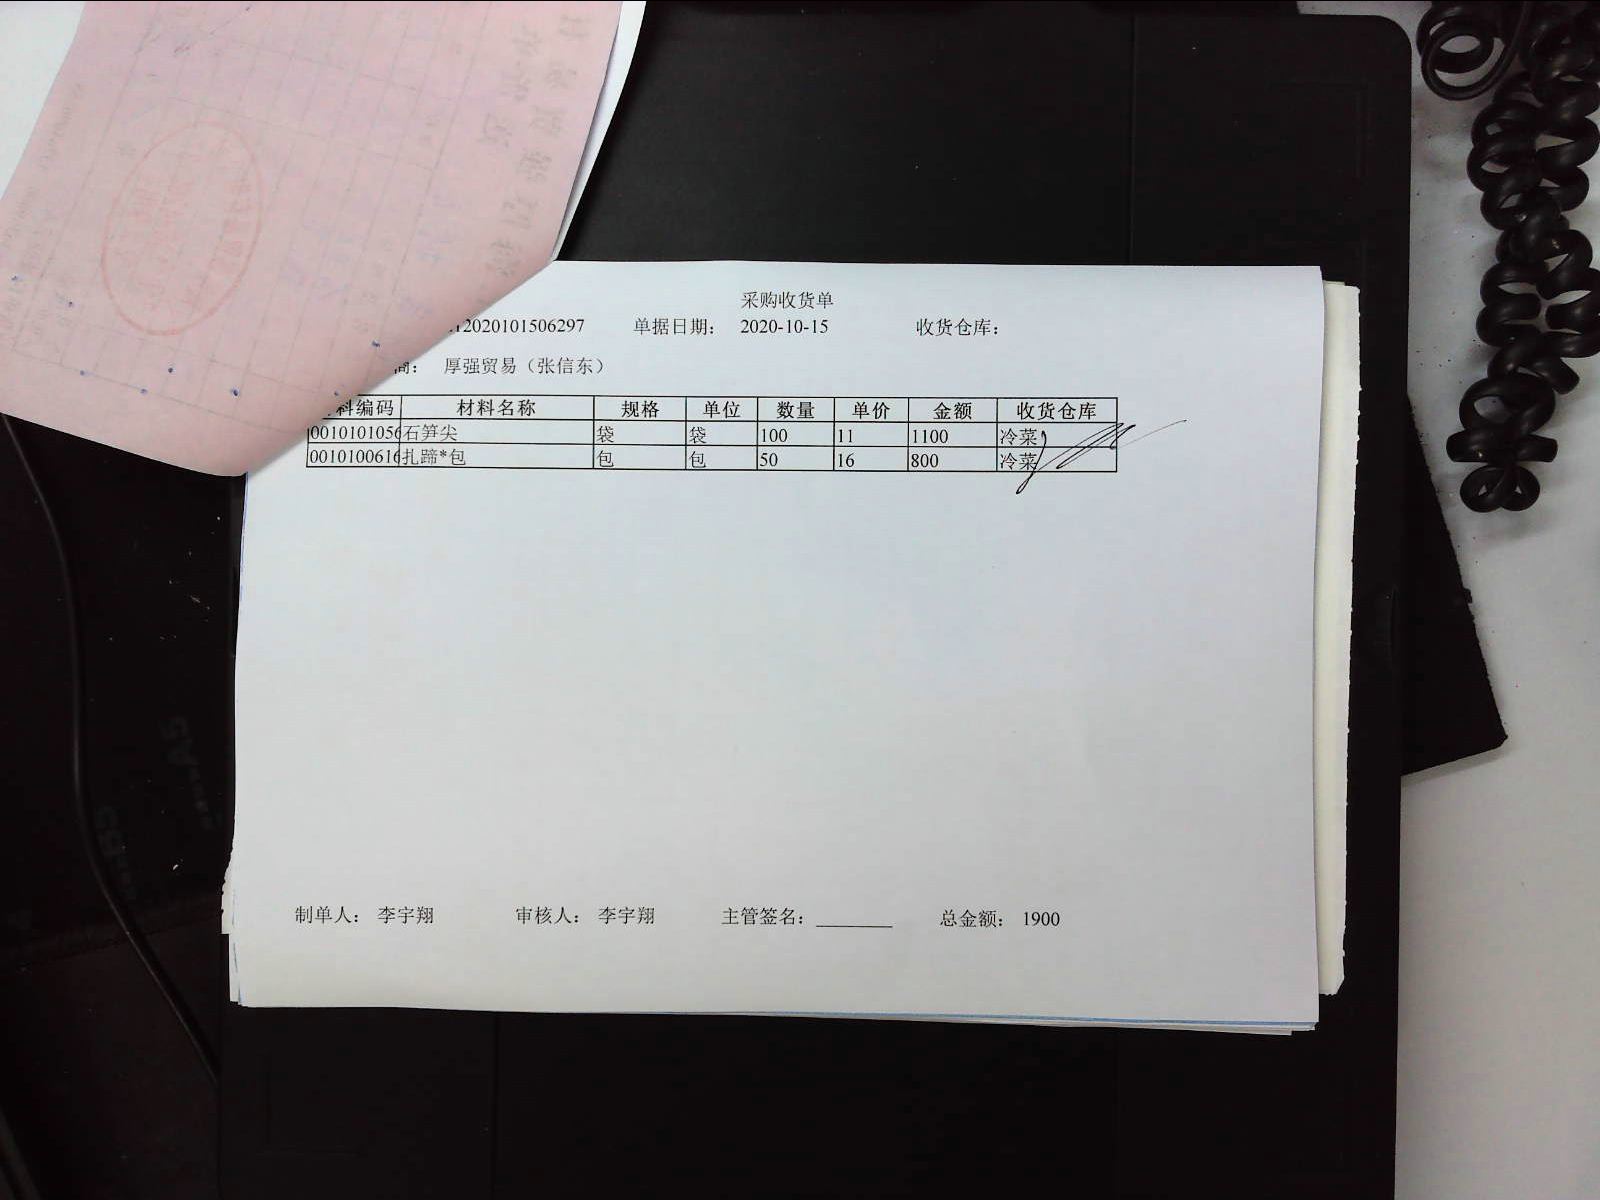 采购收货单
12020101506297 单据日期： 2020-10-15 收货仓库：
商： 厚强贸易（张信东）
料编码 材料名称 规格 单位 数量 单价 金额 收货仓库
0010101056 石笋尖 袋 袋 100 11 1100 冷菜
0010100616 扎蹄*包 包 包 50 16 800 冷菜
制单人： 李宇翔 审核人： 李宇翔 主管签名： 总金额： 1900